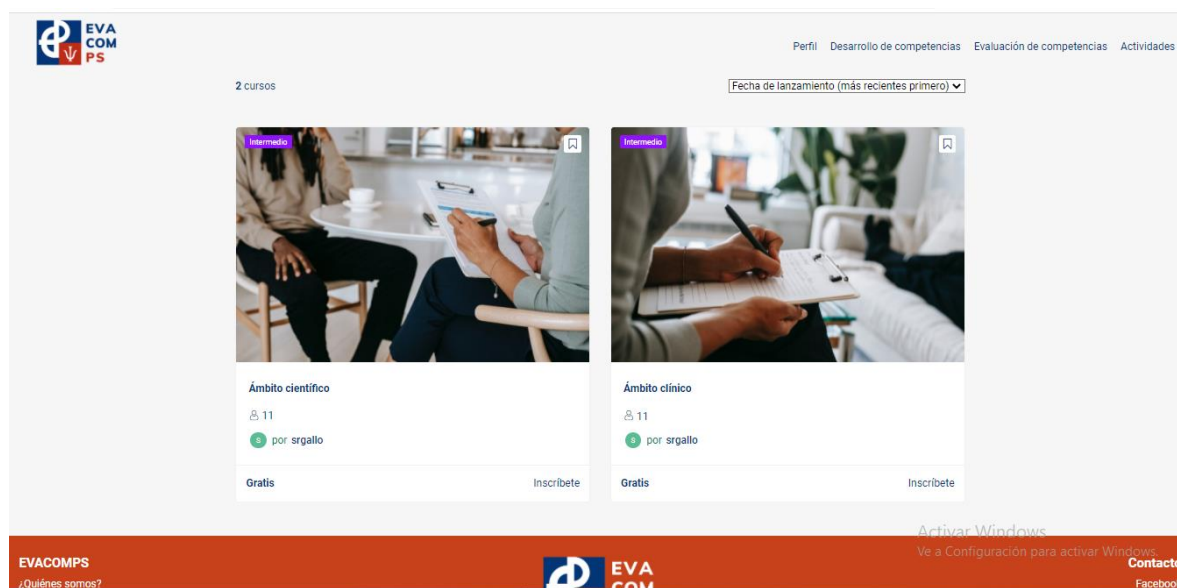 EVA
COM
PS
Perfil Desarrollo de competencias Evaluación de competencias Actividades
2 cursos
Fecha de lanzamiento (más recientes primero)
Intermedio
Intermedio
Ámbito científico
Ámbito clínico
11
11
S por srgallo
S por srgallo
Gratis Inscríbete
Gratis Inscríbete
Activar Windows
Ve a Configuración para activar Windows.
EVACOMPS
EVA
COM
Contacto
¿Quiénes somos?
Facebook